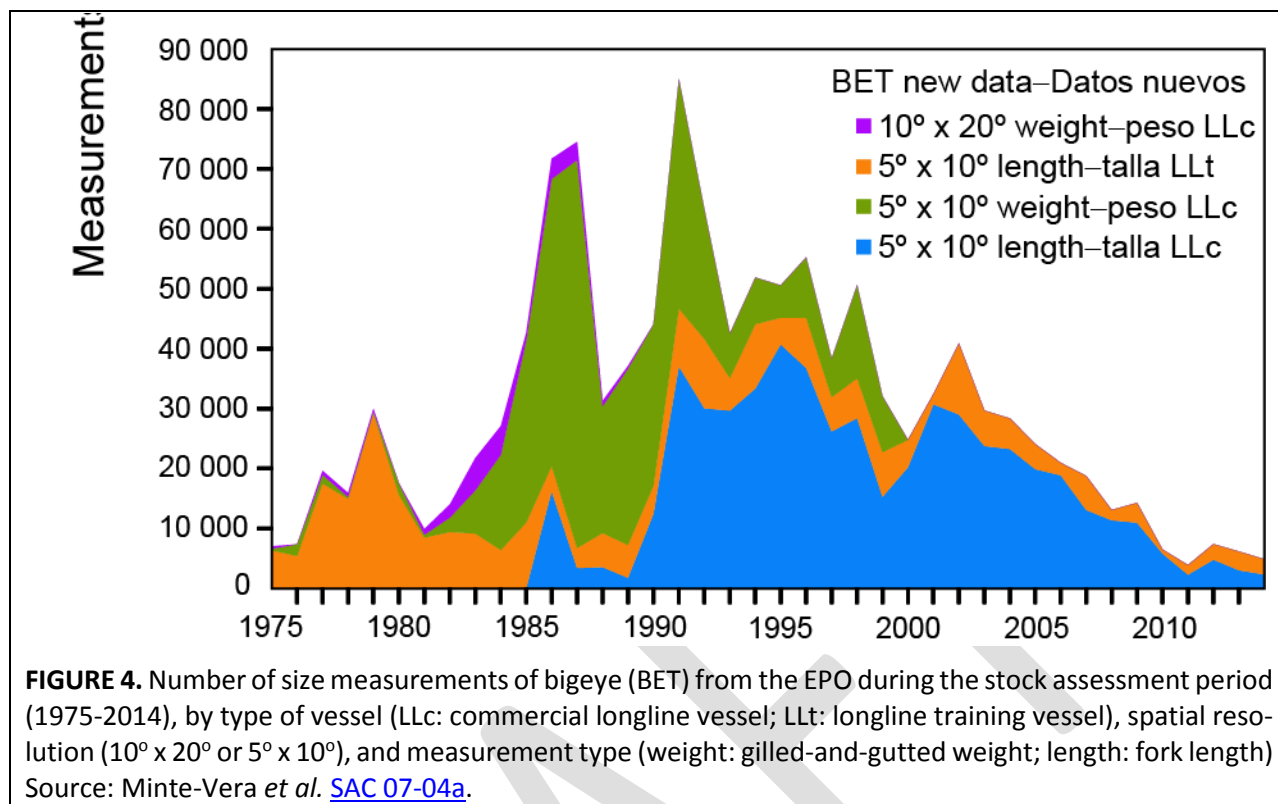 Measurements
90 000
80 000
70 000
60 000
50 000
40 000
30 000
20 000
10 000
0
1975 1980 1985 1990 1995 2000 2005 2010
BET new data–Datos nuevos
10º x 20º weight–peso LLc
5º x 10º length–talla LLt
5º x 10º weight–peso LLc
5º x 10º length–talla LLc
FIGURE 4. Number of size measurements of bigeye (BET) from the EPO during the stock assessment period
(1975-2014), by type of vessel (LLc: commercial longline vessel; LLt: longline training vessel), spatial reso-
lution (10º x 20º or 5º x 10º), and measurement type (weight: gilled-and-gutted weight; length: fork length)
Source: Minte-Vera et al. SAC 07-04a.